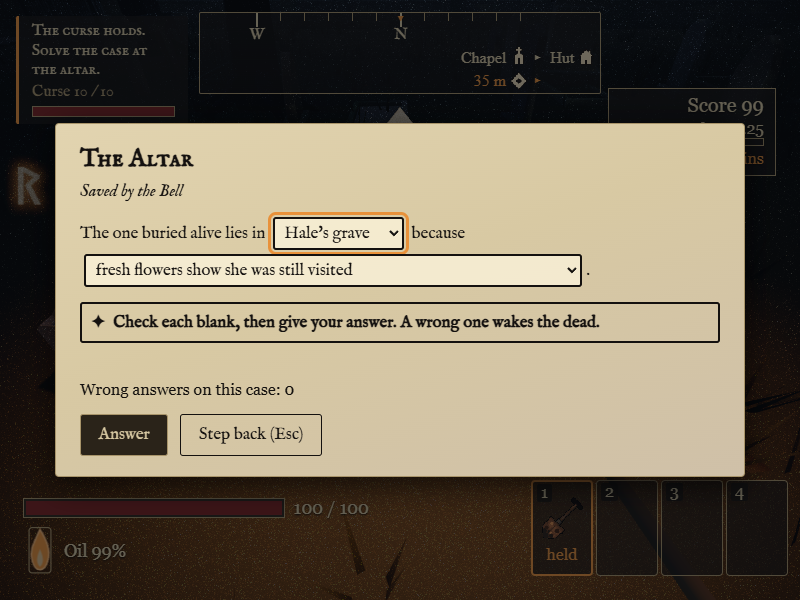 The curse holds.
Solve the case at
the altar.
Curse 10 / 10
W
N
Chapel
Hut
35 m
Score 99
25
ins
ᚱ
The Altar
Saved by the Bell
The one buried alive lies in Hale's grave because
fresh flowers show she was still visited .
Check each blank, then give your answer. A wrong one wakes the dead.
Wrong answers on this case: 0
Answer
Step back (Esc)
100 / 100
Oil 99%
1
2
3
4
held